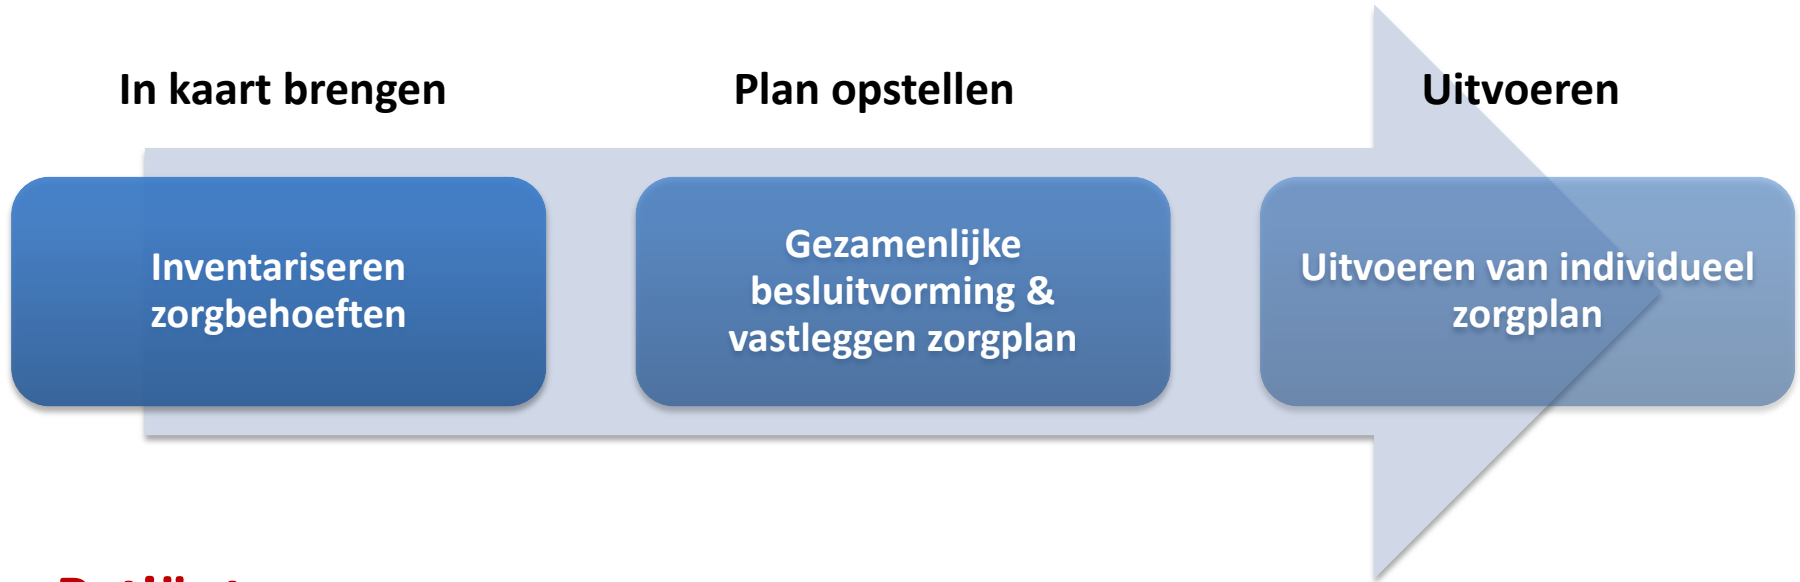 In kaart brengen
Plan opstellen
Uitvoeren
Inventariseren
zorgbehoeften
Gezamenlijke
besluitvorming &
vastleggen zorgplan
Uitvoeren van individueel
zorgplan